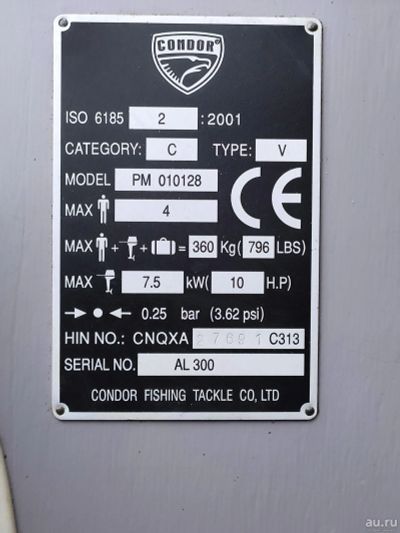 CONDOR
ISO 6185 2 :2001
CATEGORY: C TYPE: V
MODEL PM 010128
MAX 4
MAX + + = 360 Kg( 796 LBS)
MAX 7.5 kW( 10 H.P)
0.25 bar (3.62 psi)
HIN NO.: CNQXA 27691 C313
SERIAL NO. AL 300
CONDOR FISHING TACKLE CO, LTD
au.ru